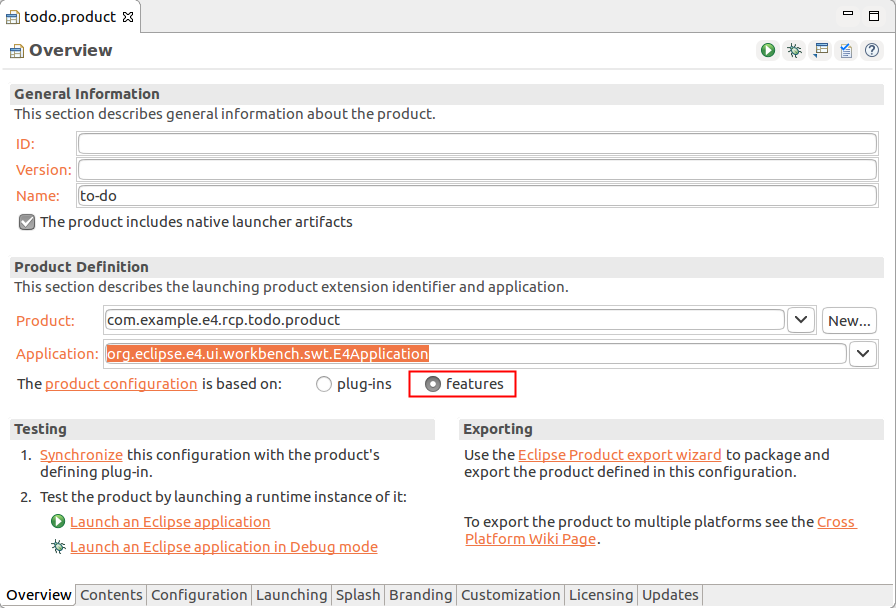 todo.product
Overview
General Information
This section describes general information about the product.
ID:
Version:
Name: to-do
The product includes native launcher artifacts
Product Definition
This section describes the launching product extension identifier and application.
Product: com.example.e4.rcp.todo.product New...
Application: org.eclipse.e4.ui.workbench.swt.E4Application
The product configuration is based on: plug-ins features
Testing
1. Synchronize this configuration with the product's
defining plug-in.
2. Test the product by launching a runtime instance of it:
Launch an Eclipse application
Launch an Eclipse application in Debug mode
Exporting
Use the Eclipse Product export wizard to package and
export the product defined in this configuration.
To export the product to multiple platforms see the Cross
Platform Wiki Page.
Overview Contents Configuration Launching Splash Branding Customization Licensing Updates